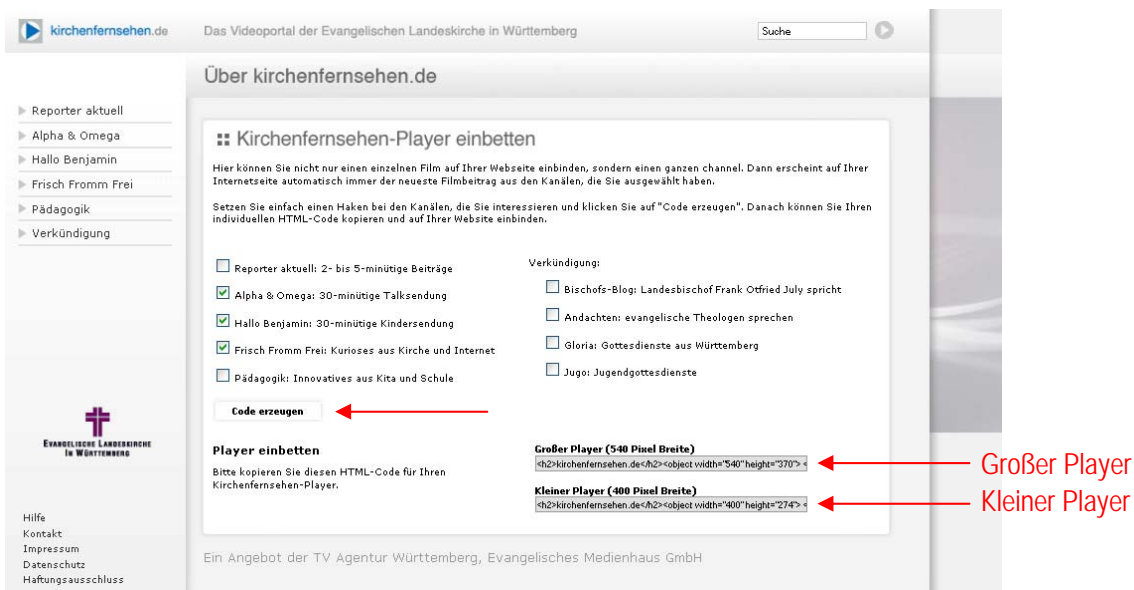 kirchenfernsehen.de
Das Videoportal der Evangelischen Landeskirche in Württemberg
Suche
Über kirchenfernsehen.de
Reporter aktuell
Alpha & Omega
Hallo Benjamin
Frisch Fromm Frei
Pädagogik
Verkündigung
Kirchenfernsehen-Player einbetten
Hier können Sie nicht nur einen einzelnen Film auf Ihrer Webseite einbinden, sondern einen ganzen channel. Dann erscheint auf Ihrer
Internetseite automatisch immer der neueste Filmbeitrag aus den Kanälen, die Sie ausgewählt haben.
Setzen Sie einfach einen Haken bei den Kanälen, die Sie interessieren und klicken Sie auf "Code erzeugen". Danach können Sie Ihren
individuellen HTML-Code kopieren und auf Ihrer Website einbinden.
Reporter aktuell: 2- bis 5-minütige Beiträge
Alpha & Omega: 30-minütige Talksendung
Hallo Benjamin: 30-minütige Kindersendung
Frisch Fromm Frei: Kurioses aus Kirche und Internet
Pädagogik: Innovatives aus Kita und Schule
Verkündigung:
Bischofs-Blog: Landesbischof Frank Otfried July spricht
Andachten: evangelische Theologen sprechen
Gloria: Gottesdienste aus Württemberg
Jugo: Jugendgottesdienste
Code erzeugen
Player einbetten
Bitte kopieren Sie diesen HTML-Code für Ihren
Kirchenfernsehen-Player.
Großer Player (540 Pixel Breite)
<h2>kirchenfernsehen.de</h2><object width="540" height="370"> <
Kleiner Player (400 Pixel Breite)
<h2>kirchenfernsehen.de</h2><object width="400" height="274"> <
Großer Player
Kleiner Player
Evangelische Landeskirche
in Württemberg
Hilfe
Kontakt
Impressum
Datenschutz
Haftungsausschluss
Ein Angebot der TV Agentur Württemberg, Evangelisches Medienhaus GmbH